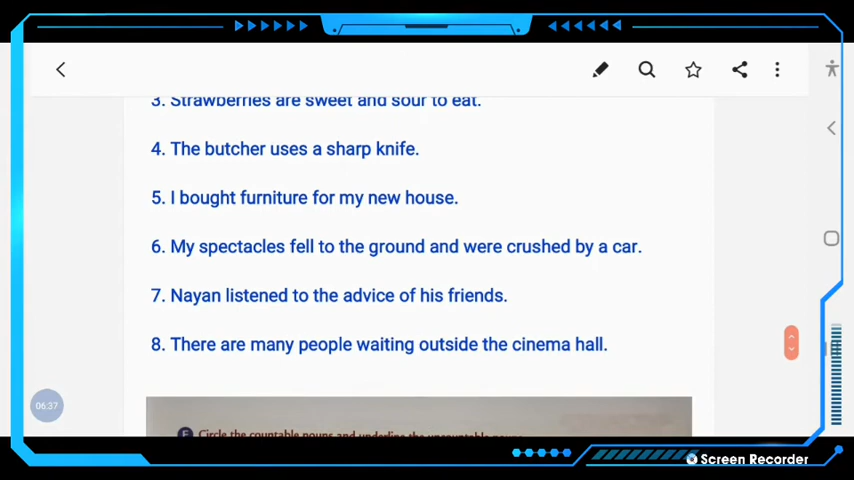 3. Strawberries are sweet and sour to eat.
4. The butcher uses a sharp knife.
5. I bought furniture for my new house.
6. My spectacles fell to the ground and were crushed by a car.
7. Nayan listened to the advice of his friends.
8. There are many people waiting outside the cinema hall.
06:37
E Circle the countable nouns and underline the uncountable nouns
Screen Recorder